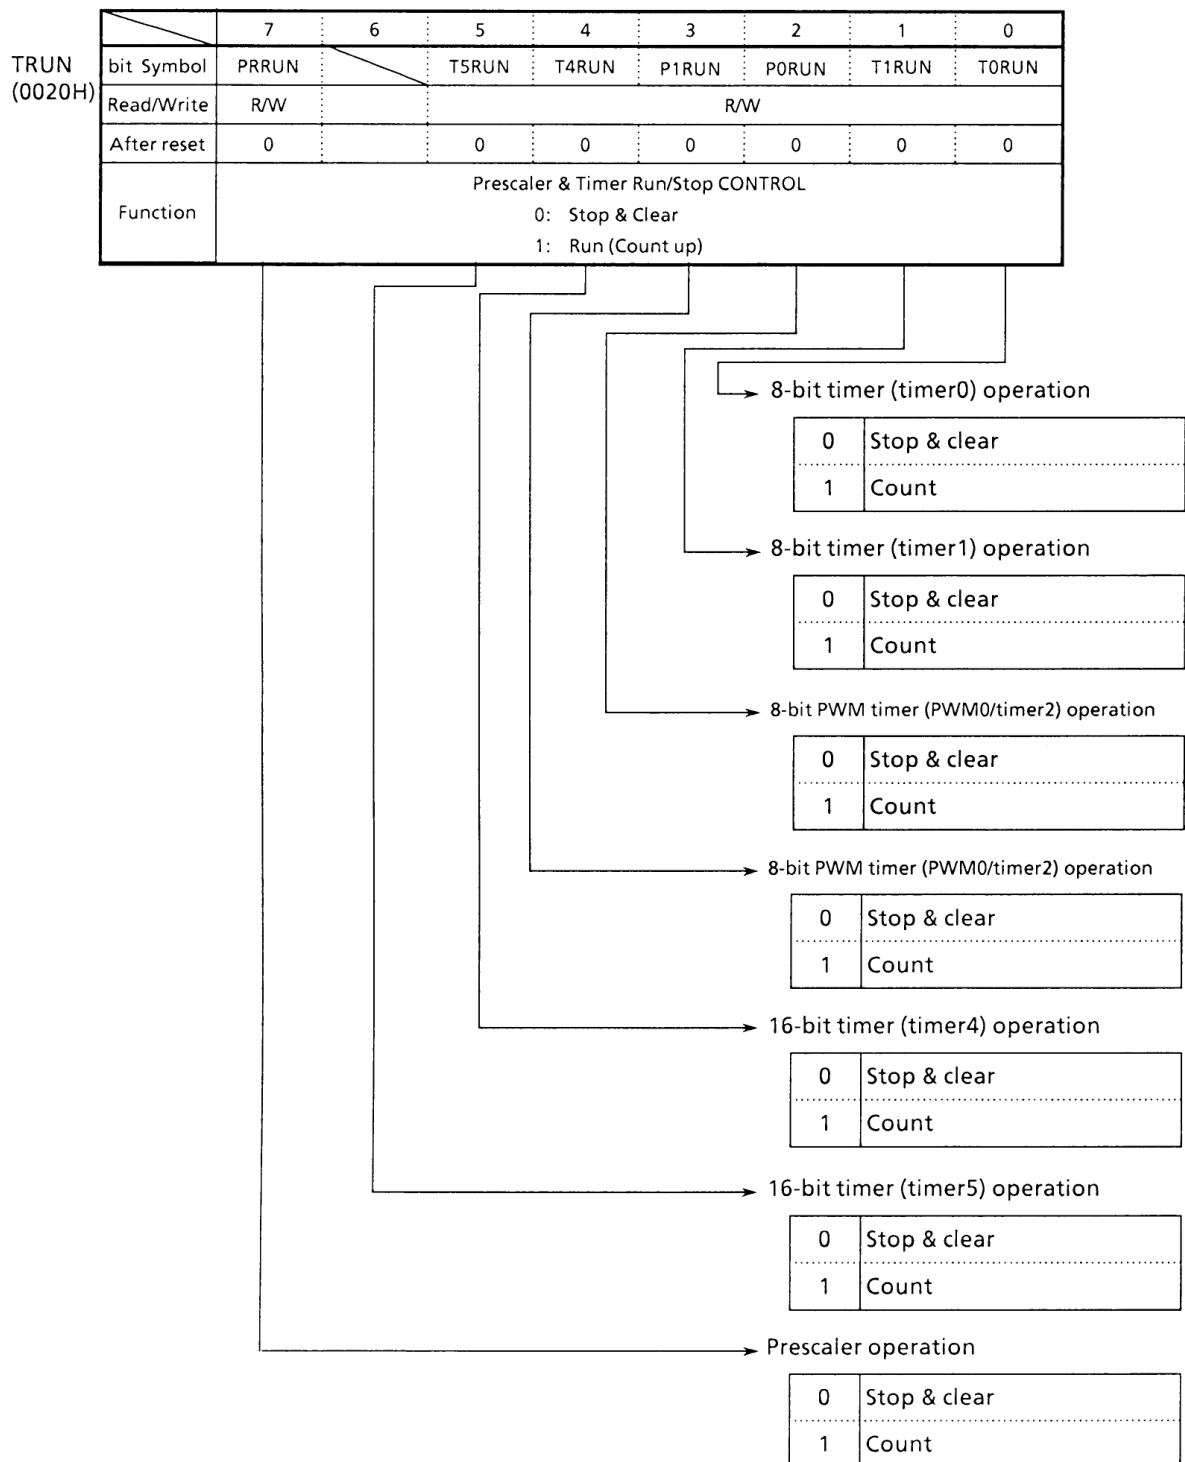 7 6 5 4 3 2 1 0
TRUN
(0020H)
bit Symbol PRRUN T5RUN T4RUN P1RUN P0RUN T1RUN T0RUN
Read/Write R/W R/W
After reset 0 0 0 0 0 0 0
Function
Prescaler & Timer Run/Stop CONTROL
0: Stop & Clear
1: Run (Count up)
8-bit timer (timer0) operation
0 Stop & clear
1 Count
8-bit timer (timer1) operation
0 Stop & clear
1 Count
8-bit PWM timer (PWM0/timer2) operation
0 Stop & clear
1 Count
8-bit PWM timer (PWM0/timer2) operation
0 Stop & clear
1 Count
16-bit timer (timer4) operation
0 Stop & clear
1 Count
16-bit timer (timer5) operation
0 Stop & clear
1 Count
Prescaler operation
0 Stop & clear
1 Count